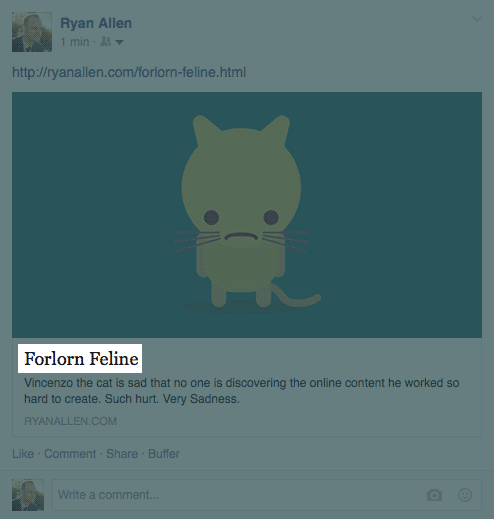 Ryan Allen
1 min ·
http://ryanallen.com/forlorn-feline.html
Forlorn Feline
Vincenzo the cat is sad that no one is discovering the online content he worked so
hard to create. Such hurt. Very Sadness.
RYANALLEN.COM
Like · Comment · Share · Buffer
Write a comment...